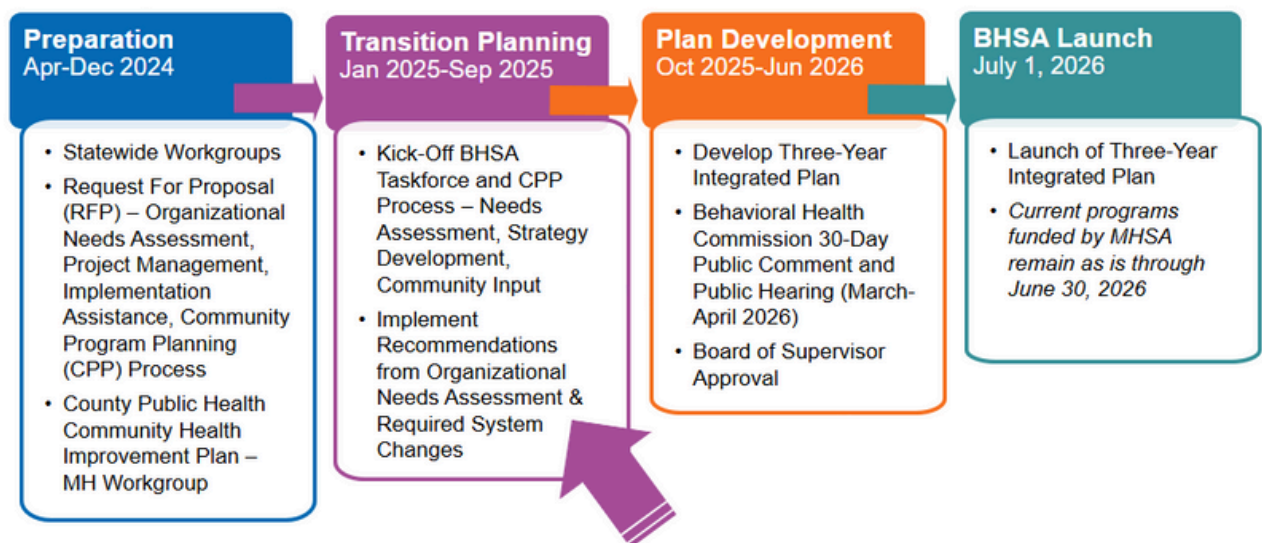 Preparation
Apr-Dec 2024
• Statewide Workgroups
• Request For Proposal
(RFP) – Organizational
Needs Assessment,
Project Management,
Implementation
Assistance, Community
Program Planning
(CPP) Process
• County Public Health
Community Health
Improvement Plan –
MH Workgroup
Transition Planning
Jan 2025-Sep 2025
• Kick-Off BHSA
Taskforce and CPP
Process – Needs
Assessment, Strategy
Development,
Community Input
• Implement
Recommendations
from Organizational
Needs Assessment &
Required System
Changes
Plan Development
Oct 2025-Jun 2026
• Develop Three-Year
Integrated Plan
• Behavioral Health
Commission 30-Day
Public Comment and
Public Hearing (March-
April 2026)
• Board of Supervisor
Approval
BHSA Launch
July 1, 2026
• Launch of Three-Year
Integrated Plan
• Current programs
funded by MHSA
remain as is through
June 30, 2026